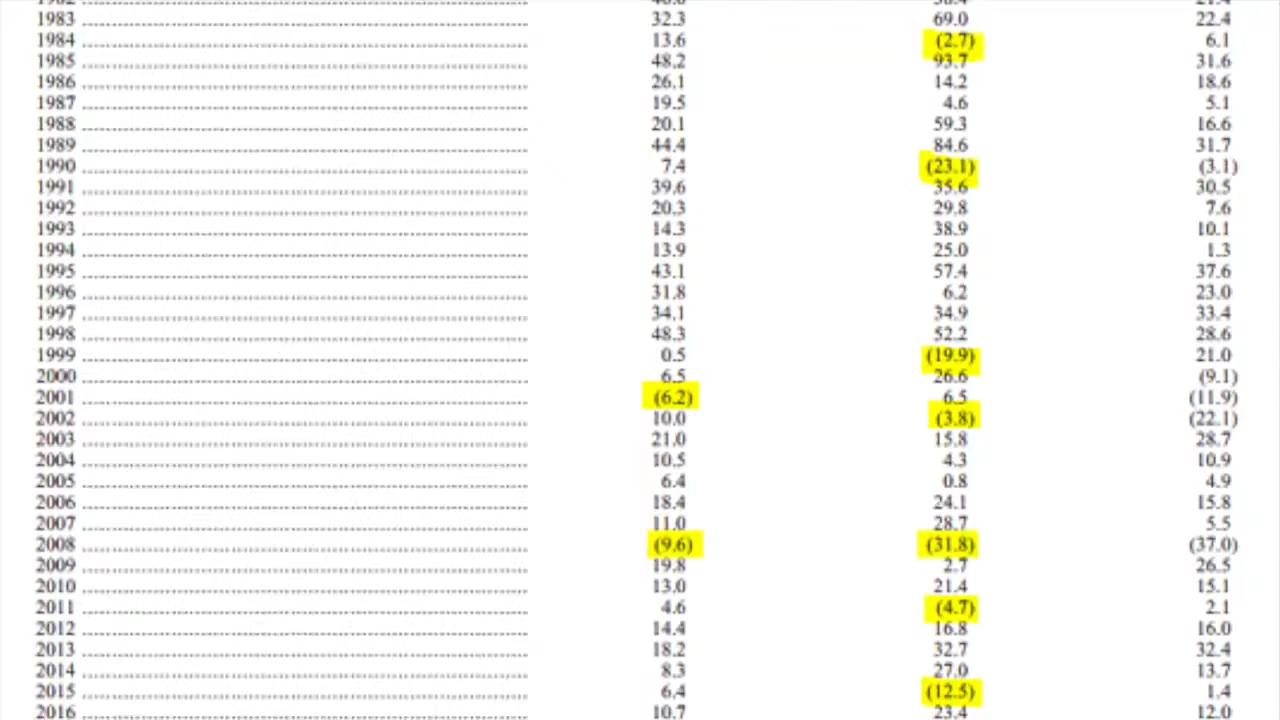 1983 32.3 69.0 22.4
1984 13.6 (2.7) 6.1
1985 48.2 93.7 31.6
1986 26.1 14.2 18.6
1987 19.5 4.6 5.1
1988 20.1 59.3 16.6
1989 44.4 84.6 31.7
1990 7.4 (23.1) (3.1)
1991 39.6 35.6 30.5
1992 20.3 29.8 7.6
1993 14.3 38.9 10.1
1994 13.9 25.0 1.3
1995 43.1 57.4 37.6
1996 31.8 6.2 23.0
1997 34.1 34.9 33.4
1998 48.3 52.2 28.6
1999 0.5 (19.9) 21.0
2000 6.5 26.6 (9.1)
2001 (6.2) 6.5 (11.9)
2002 10.0 (3.8) (22.1)
2003 21.0 15.8 28.7
2004 10.5 4.3 10.9
2005 6.4 0.8 4.9
2006 18.4 24.1 15.8
2007 11.0 28.7 5.5
2008 (9.6) (31.8) (37.0)
2009 19.8 2.7 26.5
2010 13.0 21.4 15.1
2011 4.6 (4.7) 2.1
2012 14.4 16.8 16.0
2013 18.2 32.7 32.4
2014 8.3 27.0 13.7
2015 6.4 (12.5) 1.4
2016 10.7 23.4 12.0